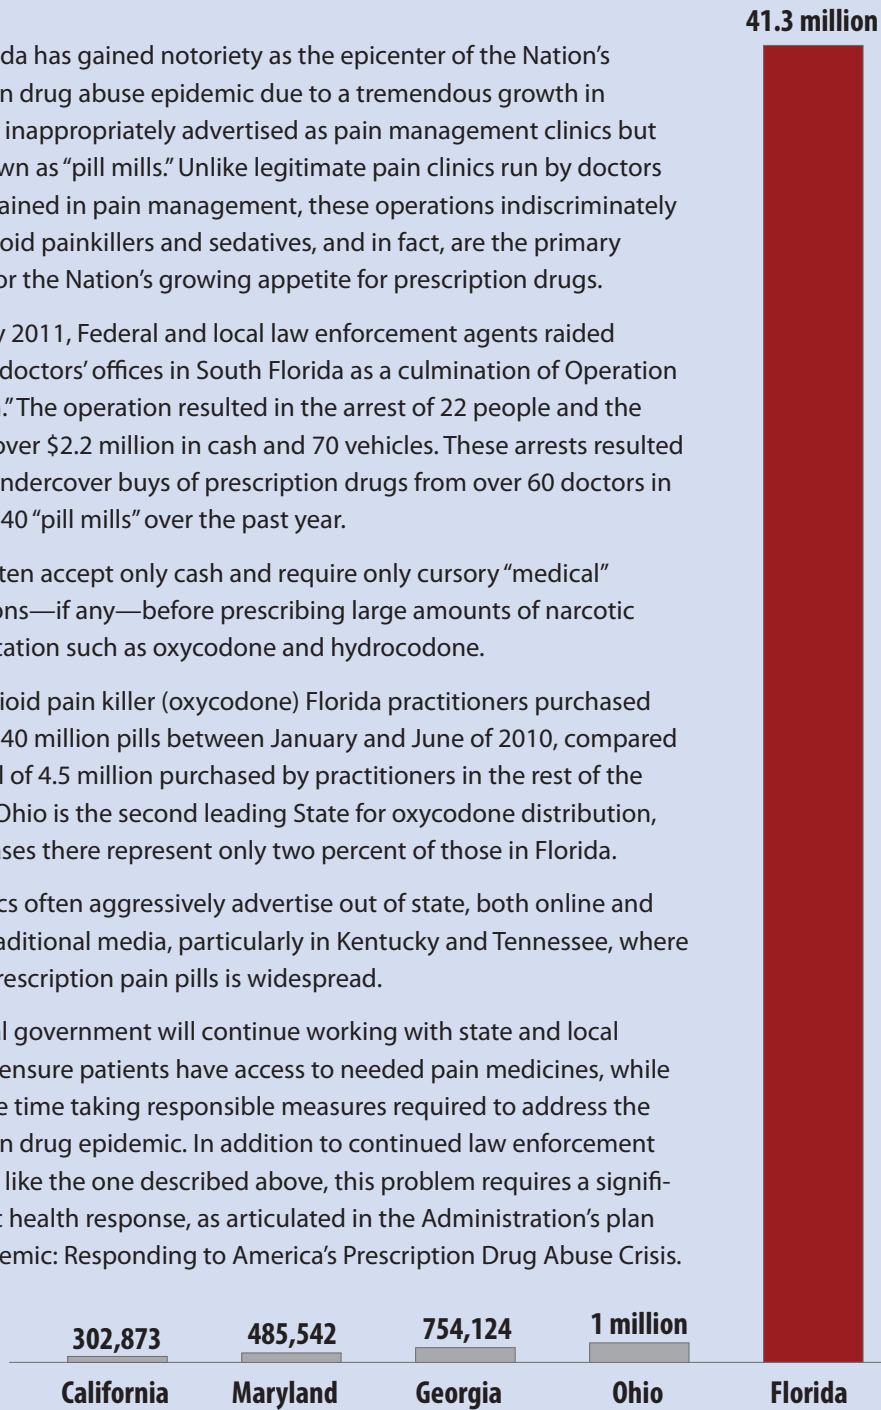 41.3 million
da has gained notoriety as the epicenter of the Nation’s
n drug abuse epidemic due to a tremendous growth in
inappropriately advertised as pain management clinics but
wn as “pill mills.” Unlike legitimate pain clinics run by doctors
ained in pain management, these operations indiscriminately
oid painkillers and sedatives, and in fact, are the primary
or the Nation’s growing appetite for prescription drugs.
y 2011, Federal and local law enforcement agents raided
doctors’ offices in South Florida as a culmination of Operation
.” The operation resulted in the arrest of 22 people and the
over $2.2 million in cash and 70 vehicles. These arrests resulted
ndercover buys of prescription drugs from over 60 doctors in
40 “pill mills” over the past year.
ten accept only cash and require only cursory “medical”
ons—if any—before prescribing large amounts of narcotic
cation such as oxycodone and hydrocodone.
ioid pain killer (oxycodone) Florida practitioners purchased
40 million pills between January and June of 2010, compared
l of 4.5 million purchased by practitioners in the rest of the
Ohio is the second leading State for oxycodone distribution,
ases there represent only two percent of those in Florida.
cs often aggressively advertise out of state, both online and
aditional media, particularly in Kentucky and Tennessee, where
rescription pain pills is widespread.
al government will continue working with state and local
ensure patients have access to needed pain medicines, while
e time taking responsible measures required to address the
n drug epidemic. In addition to continued law enforcement
like the one described above, this problem requires a signifi-
t health response, as articulated in the Administration’s plan
emic: Responding to America’s Prescription Drug Abuse Crisis.
302,873 485,542 754,124 1 million
California Maryland Georgia Ohio Florida